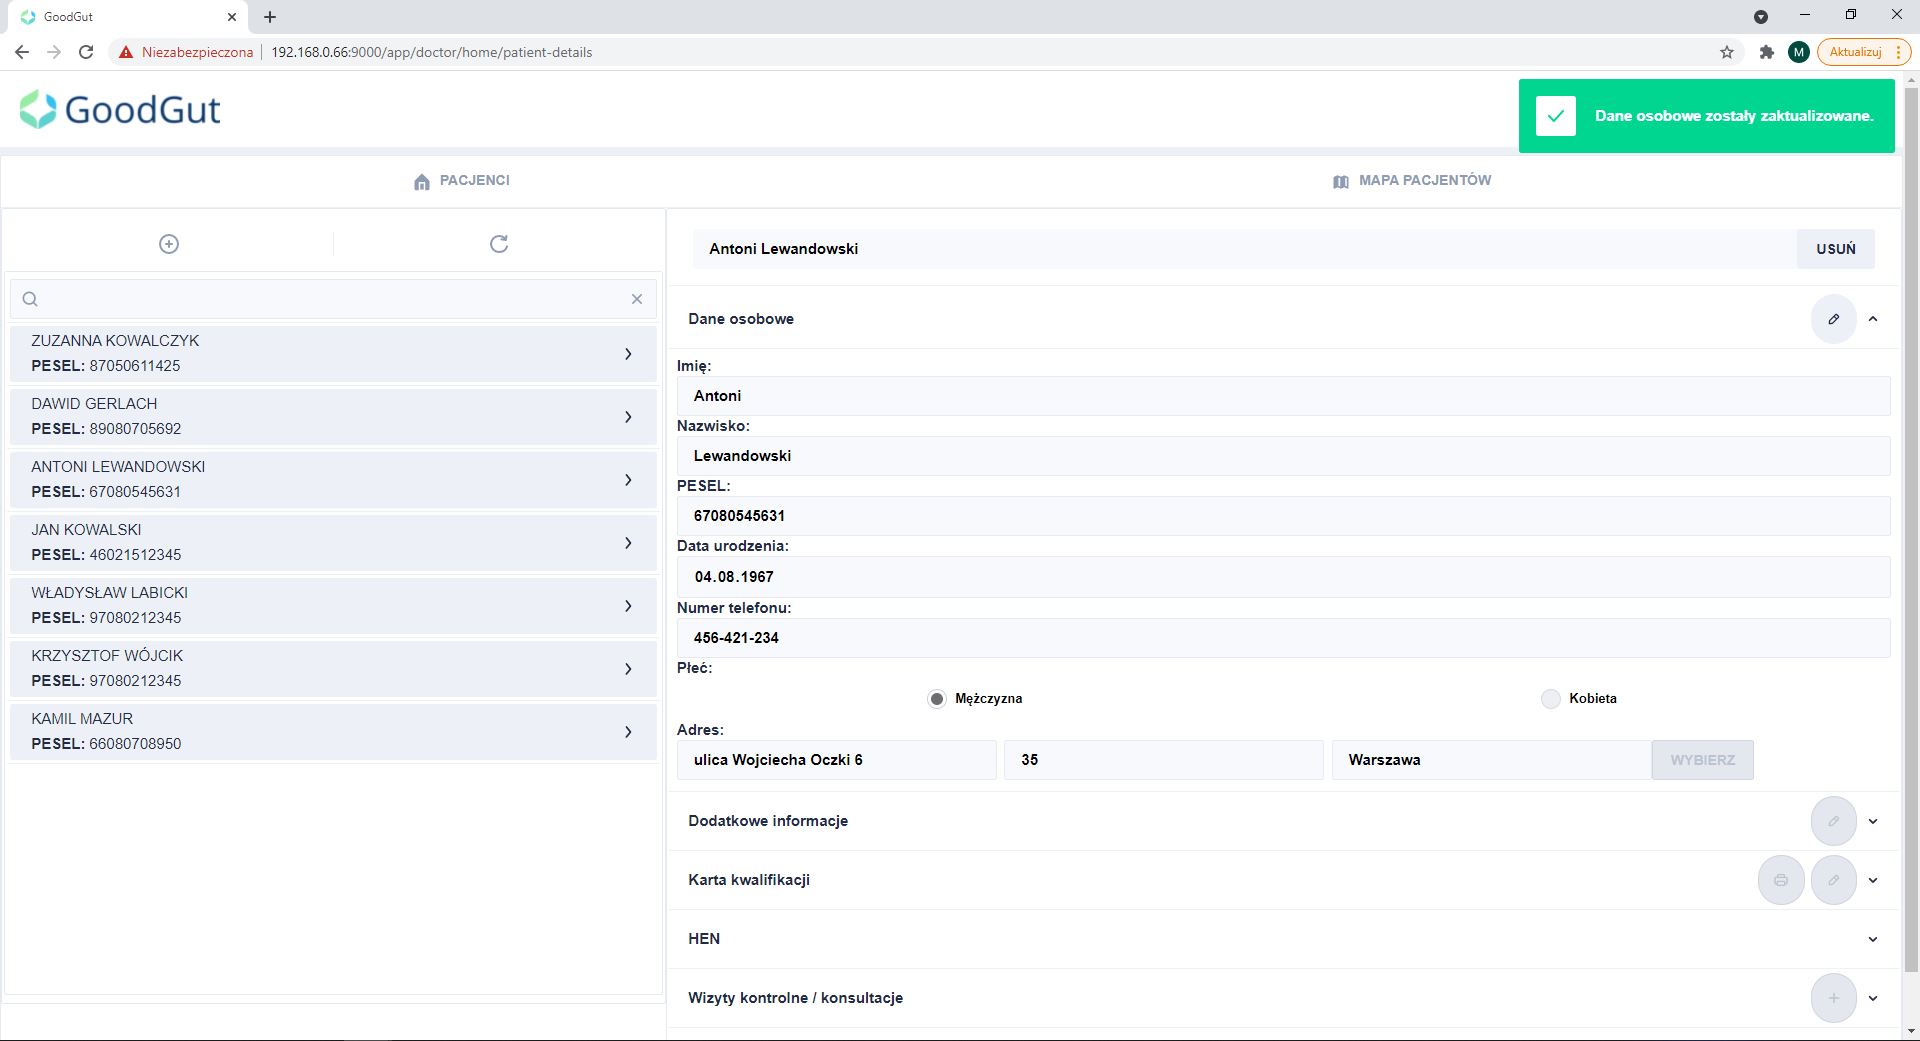 GoodGut
Niezabezpieczona
192.168.0.66:9000/app/doctor/home/patient-details
M
Aktualizuj
GoodGut
Dane osobowe zostały zaktualizowane.
PACJENCI
MAPA PACJENTÓW
ZUZANNA KOWALCZYK
PESEL: 87050611425
DAWID GERLACH
PESEL: 89080705692
ANTONI LEWANDOWSKI
PESEL: 67080545631
JAN KOWALSKI
PESEL: 46021512345
WŁADYSŁAW LABICKI
PESEL: 97080212345
KRZYSZTOF WÓJCIK
PESEL: 97080212345
KAMIL MAZUR
PESEL: 66080708950
Antoni Lewandowski
USUŃ
Dane osobowe
Imię:
Antoni
Nazwisko:
Lewandowski
PESEL:
67080545631
Data urodzenia:
04.08.1967
Numer telefonu:
456-421-234
Płeć:
Mężczyzna
Kobieta
Adres:
ulica Wojciecha Oczki 6
35
Warszawa
WYBIERZ
Dodatkowe informacje
Karta kwalifikacji
HEN
Wizyty kontrolne / konsultacje